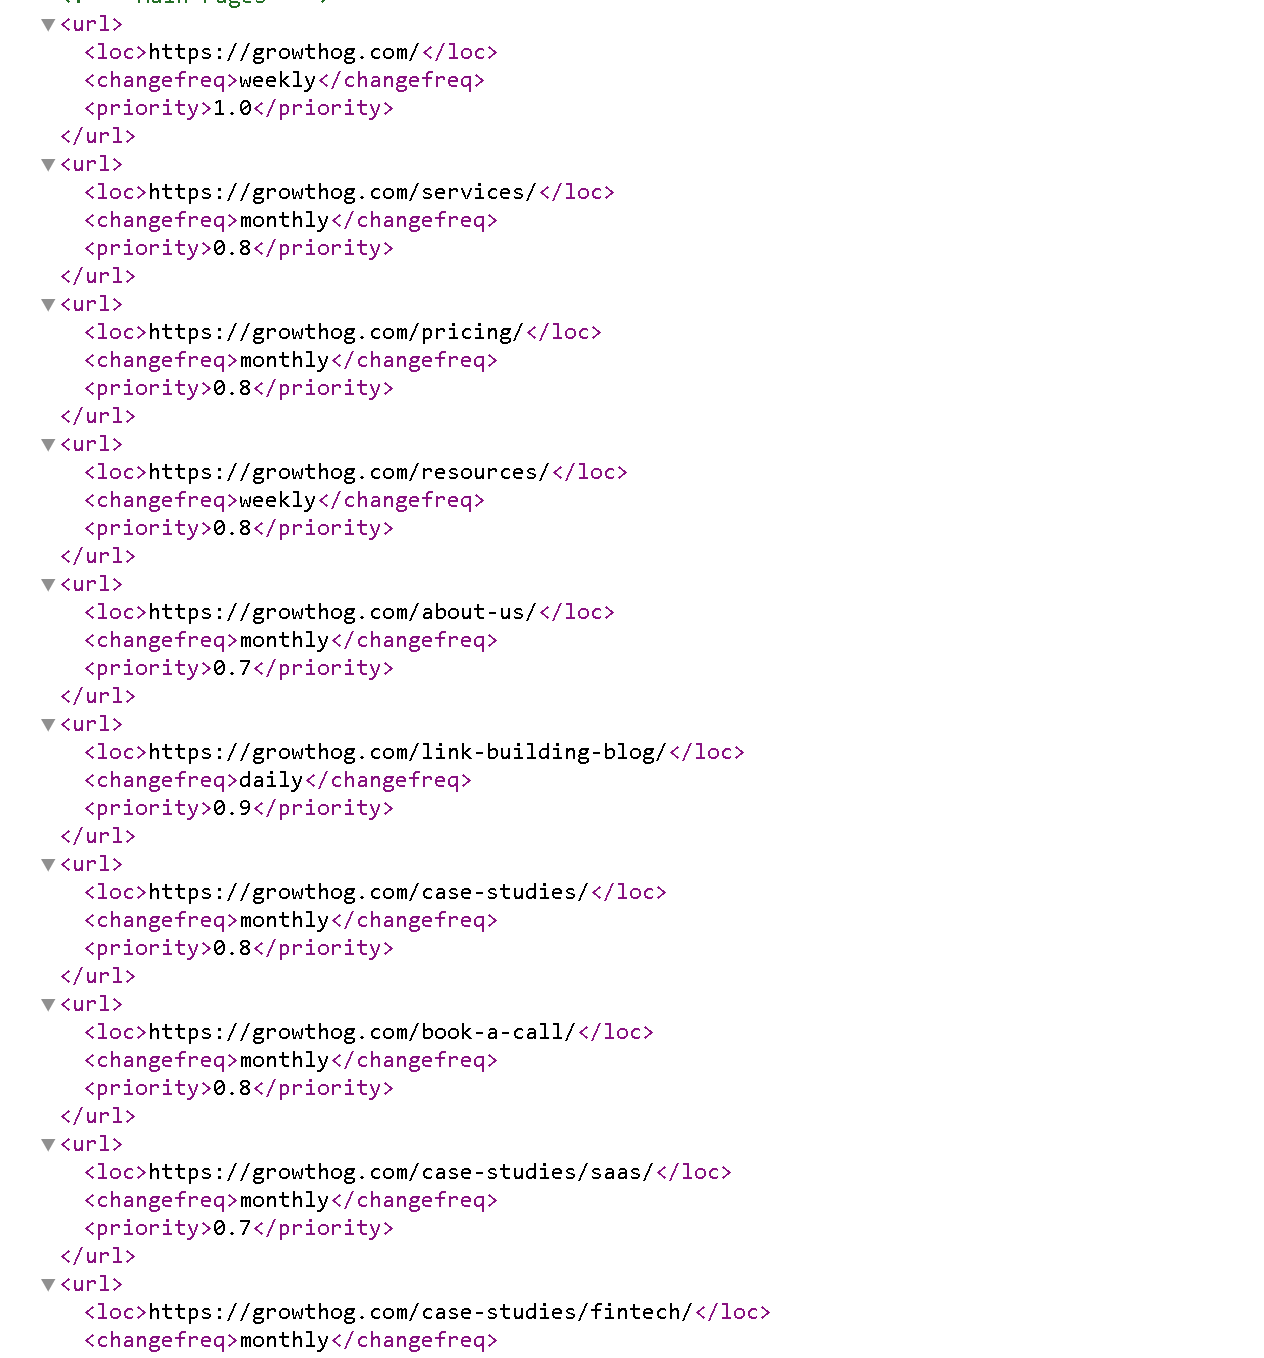 Main Pages
<url>
<loc>https://growthog.com/</loc>
<changefreq>weekly</changefreq>
<priority>1.0</priority>
</url>
<url>
<loc>https://growthog.com/services/</loc>
<changefreq>monthly</changefreq>
<priority>0.8</priority>
</url>
<url>
<loc>https://growthog.com/pricing/</loc>
<changefreq>monthly</changefreq>
<priority>0.8</priority>
</url>
<url>
<loc>https://growthog.com/resources/</loc>
<changefreq>weekly</changefreq>
<priority>0.8</priority>
</url>
<url>
<loc>https://growthog.com/about-us/</loc>
<changefreq>monthly</changefreq>
<priority>0.7</priority>
</url>
<url>
<loc>https://growthog.com/link-building-blog/</loc>
<changefreq>daily</changefreq>
<priority>0.9</priority>
</url>
<url>
<loc>https://growthog.com/case-studies/</loc>
<changefreq>monthly</changefreq>
<priority>0.8</priority>
</url>
<url>
<loc>https://growthog.com/book-a-call/</loc>
<changefreq>monthly</changefreq>
<priority>0.8</priority>
</url>
<url>
<loc>https://growthog.com/case-studies/saas/</loc>
<changefreq>monthly</changefreq>
<priority>0.7</priority>
</url>
<url>
<loc>https://growthog.com/case-studies/fintech/</loc>
<changefreq>monthly</changefreq>